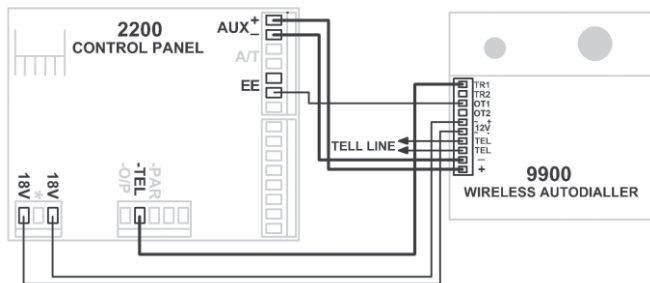 2200
CONTROL PANEL
AUX
+
−
A/T
EE
18V
*
18V
-O/P
-TEL
-PAR
TELL LINE
TR1
TR2
OT1
OT2
- +
12V
- -
TEL
TEL
−
+
9900
WIRELESS AUTODIALLER